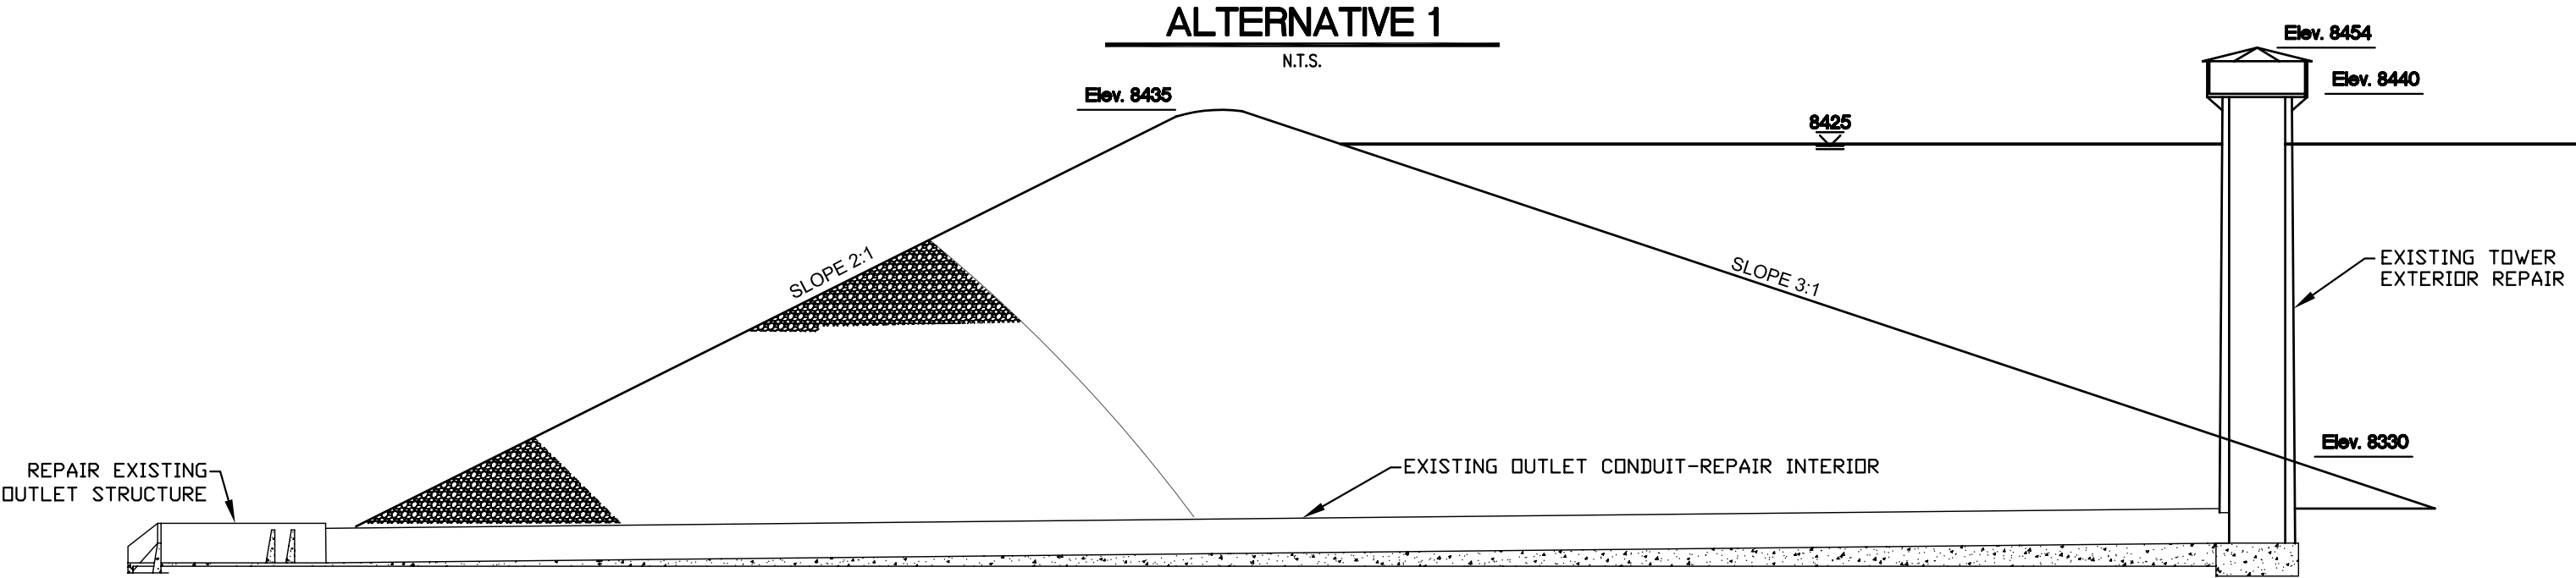 ALTERNATIVE 1
N.T.S.
Elev. 8454
Elev. 8440
Elev. 8435
8425
SLOPE 2:1
SLOPE 3:1
EXISTING TOWER
EXTERIOR REPAIR
Elev. 8330
EXISTING OUTLET CONDUIT-REPAIR INTERIOR
REPAIR EXISTING
OUTLET STRUCTURE